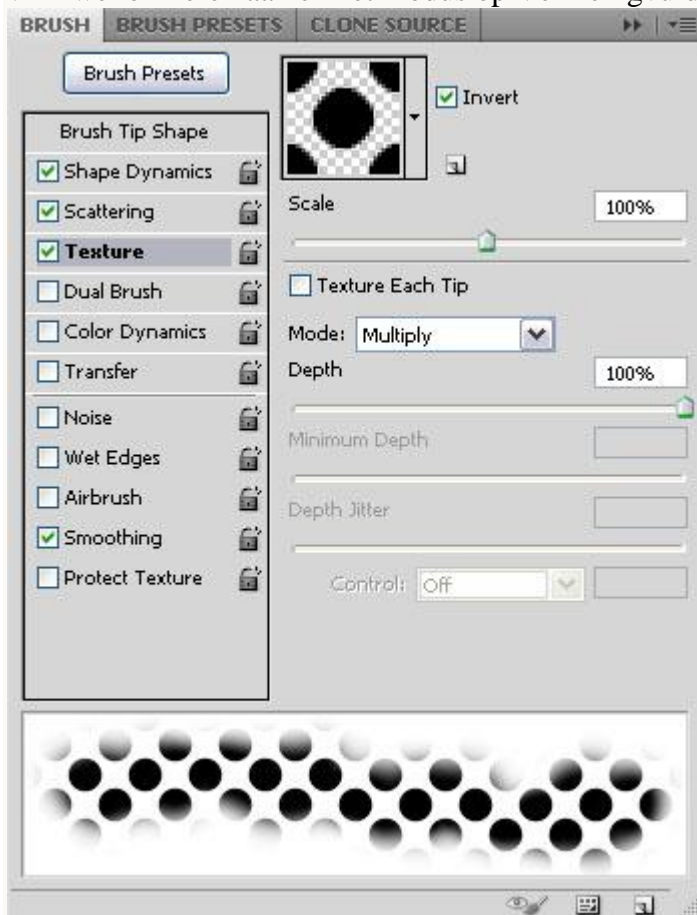 BRUSH BRUSH PRESETS CLONE SOURCE
Brush Presets
Invert
Brush Tip Shape
Shape Dynamics
Scattering
Texture
Dual Brush
Color Dynamics
Transfer
Noise
Wet Edges
Airbrush
Smoothing
Protect Texture
Scale 100%
Texture Each Tip
Mode: Multiply
Depth 100%
Minimum Depth
Depth Jitter
Control: Off